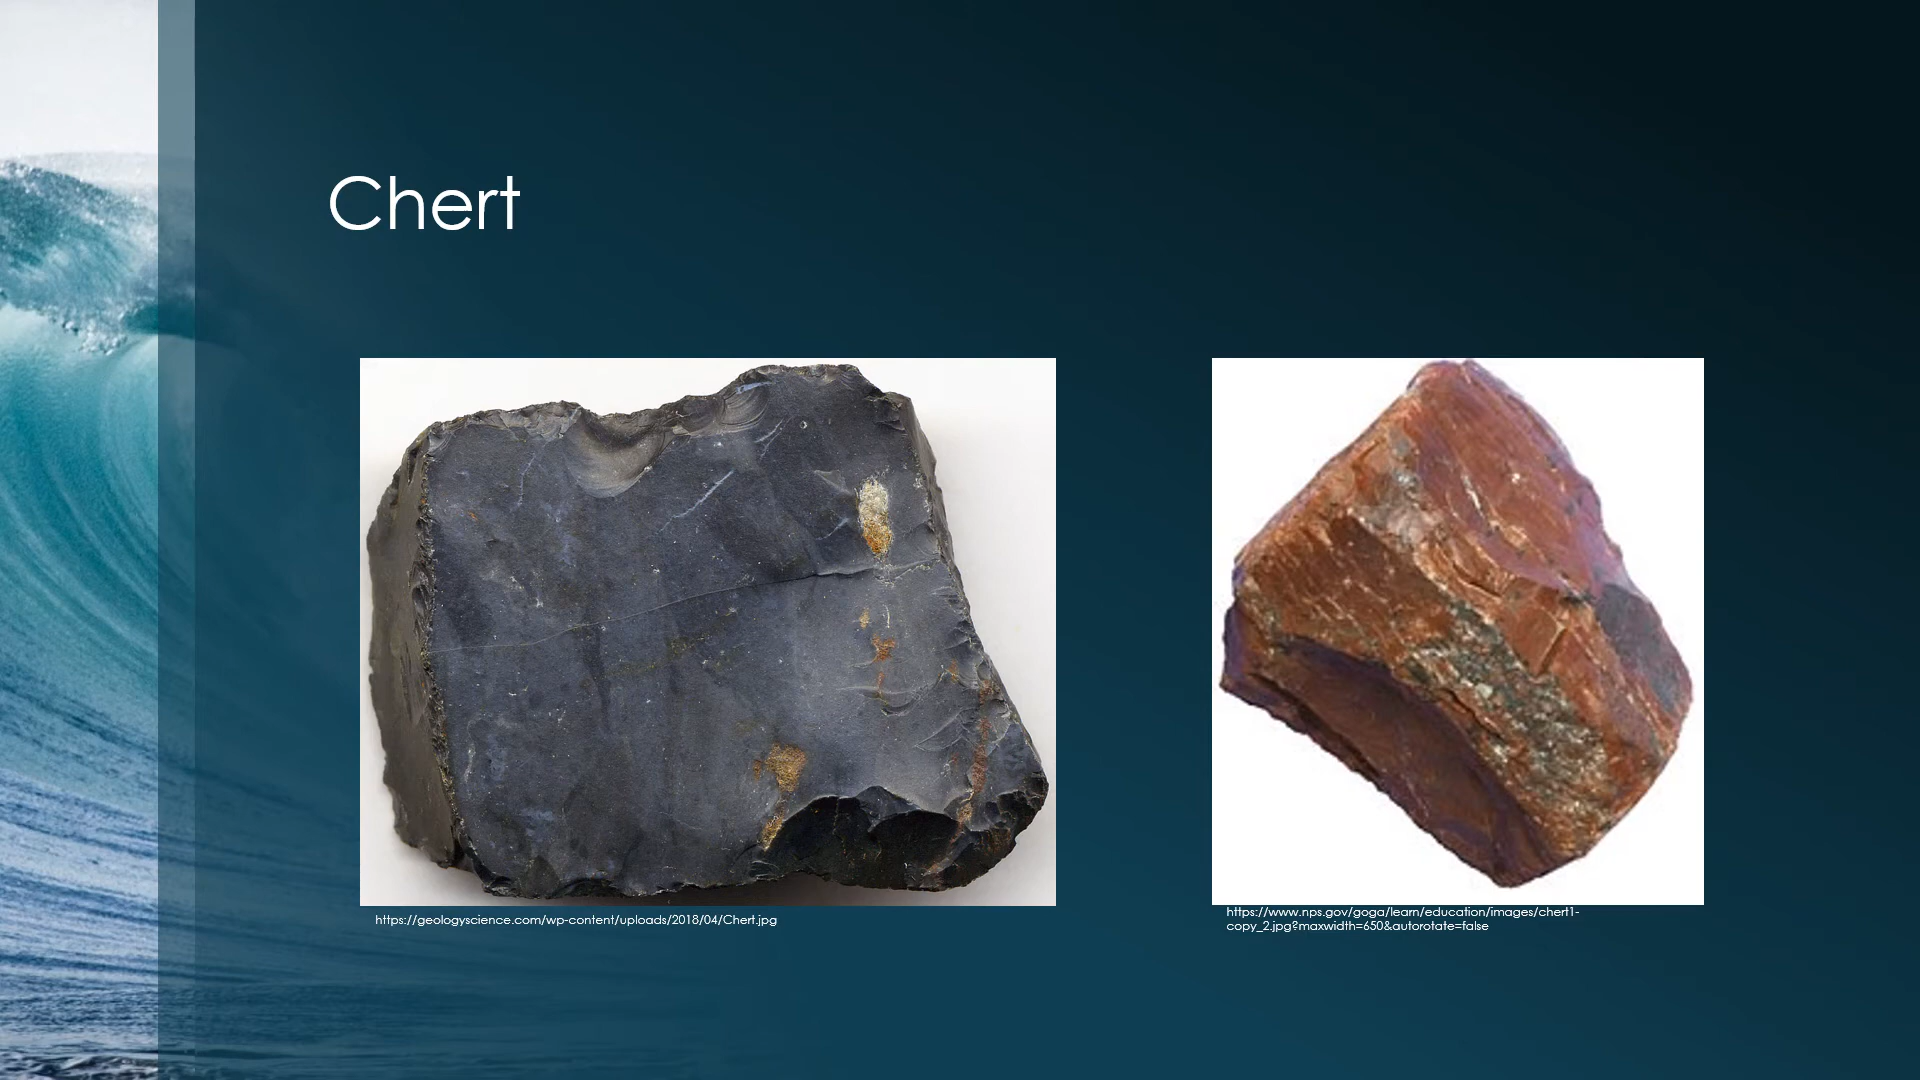 Chert
https://geologyscience.com/wp-content/uploads/2018/04/Chert.jpg
https://www.nps.gov/goga/learn/education/images/chert1-
copy_2.jpg?maxwidth=650&autorotate=false